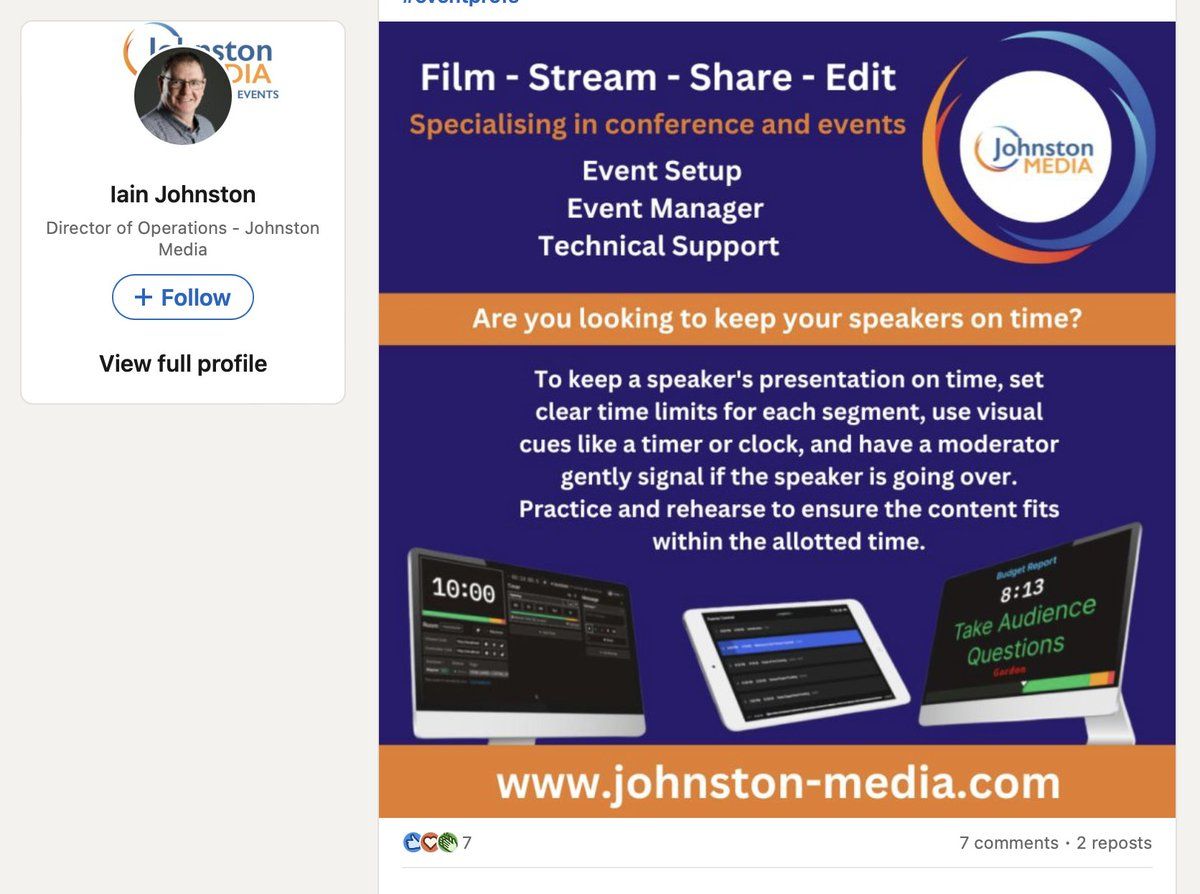 #eventprofs
Johnston
MEDIA
EVENTS
Iain Johnston
Director of Operations - Johnston
Media
+ Follow
View full profile
Film - Stream - Share - Edit
Specialising in conference and events
Event Setup
Event Manager
Technical Support
Johnston
MEDIA
Are you looking to keep your speakers on time?
To keep a speaker's presentation on time, set
clear time limits for each segment, use visual
cues like a timer or clock, and have a moderator
gently signal if the speaker is going over.
Practice and rehearse to ensure the content fits
within the allotted time.
10:00
Budget Report
8:13
Take Audience
Questions
Gordon
www.johnston-media.com
7
7 comments • 2 reposts